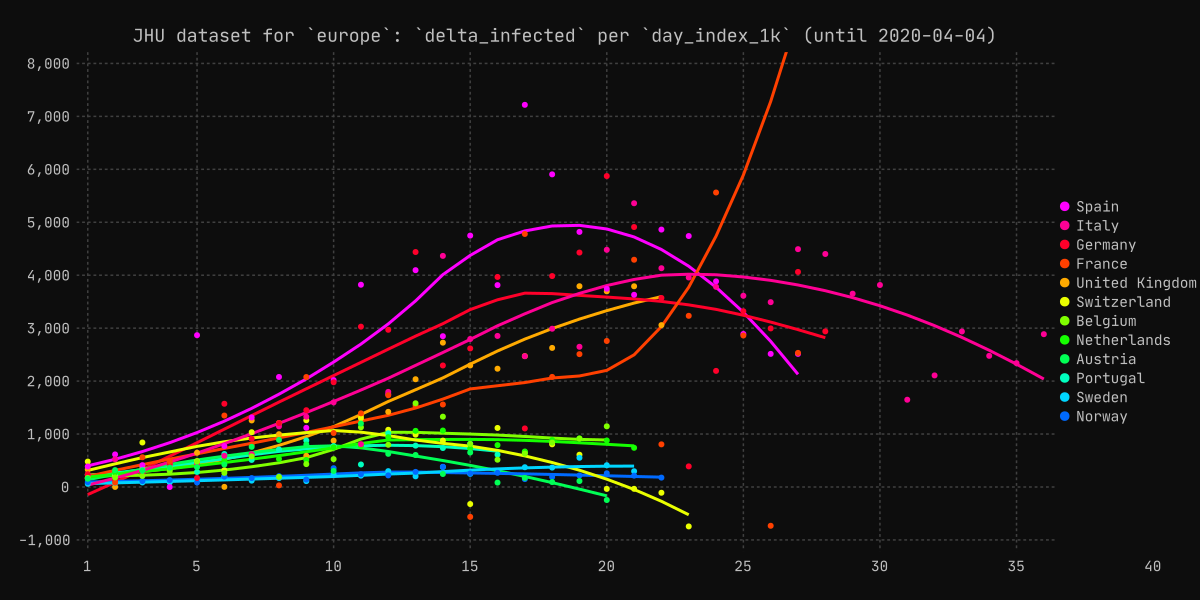 JHU dataset for `europe`: `delta_infected` per `day_index_1k` (until 2020-04-04)
8,000
7,000
6,000
5,000
4,000
3,000
2,000
1,000
0
-1,000
1 5 10 15 20 25 30 35 40
Spain
Italy
Germany
France
United Kingdom
Switzerland
Belgium
Netherlands
Austria
Portugal
Sweden
Norway